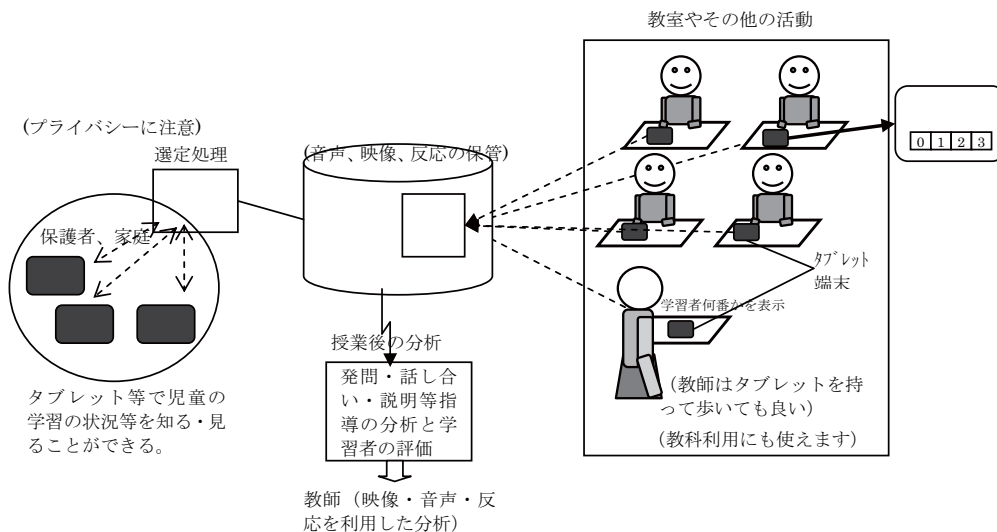 教室やその他の活動
(プライバシーに注意)
選定処理
(音声、映像、反応の保管)
0 1 2 3
保護者、家庭
タブレット
端末
学習者何番かを表示
授業後の分析
発問・話し合
い・説明等指
導の分析と学
習者の評価
タブレット等で児童の
学習の状況等を知る・見
ることができる。
(教師はタブレットを持
って歩いても良い)
(教科利用にも使えます)
教師（映像・音声・反
応を利用した分析）